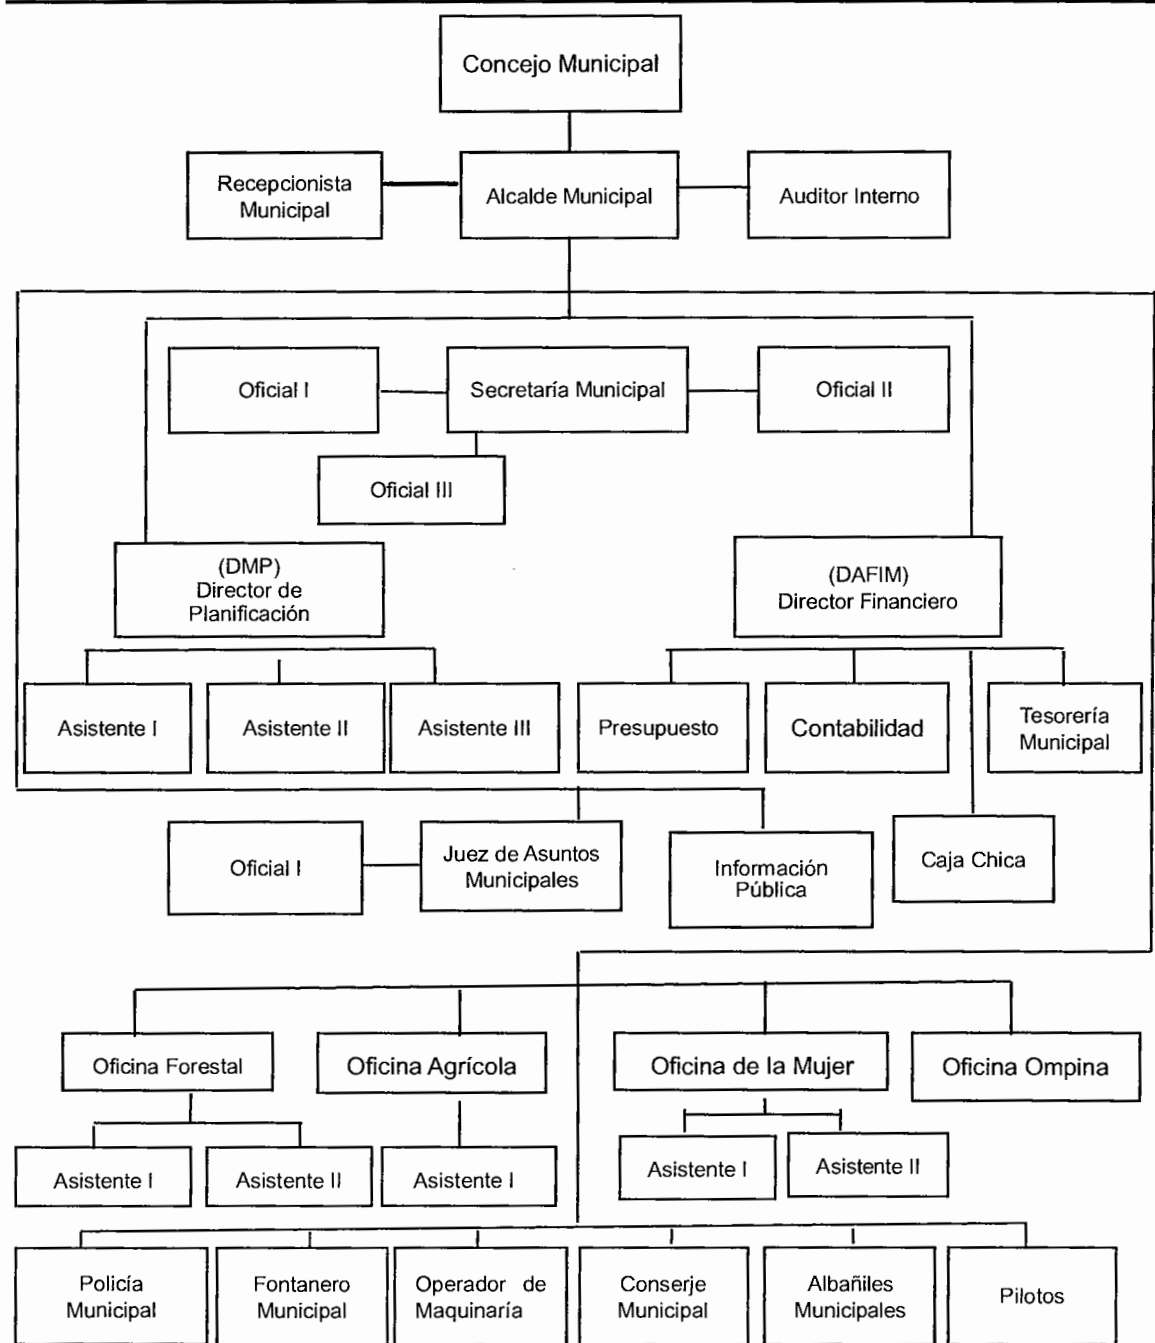 Concejo Municipal
Recepcionista
Municipal
Alcalde Municipal
Auditor Interno
Oficial I
Secretaría Municipal
Oficial II
Oficial III
(DMP)
Director de
Planificación
(DAFIM)
Director Financiero
Asistente I
Asistente II
Asistente III
Presupuesto
Contabilidad
Tesorería
Municipal
Oficial I
Juez de Asuntos
Municipales
Información
Pública
Caja Chica
Oficina Forestal
Oficina Agrícola
Oficina de la Mujer
Oficina Ompina
Asistente I
Asistente II
Asistente I
Asistente I
Asistente II
Policía
Municipal
Fontanero
Municipal
Operador de
Maquinaría
Conserje
Municipal
Albañiles
Municipales
Pilotos